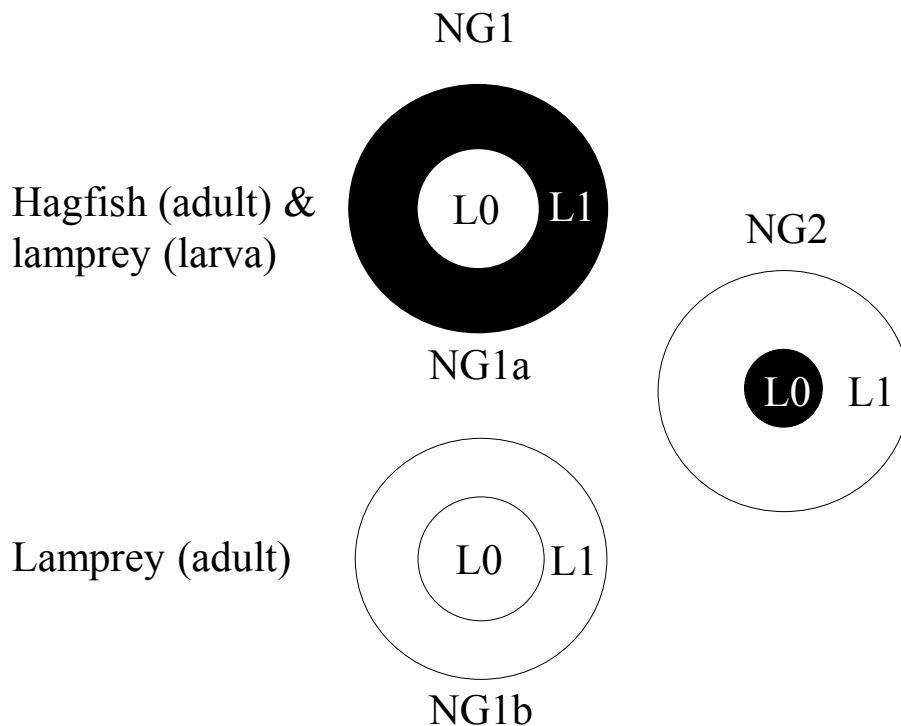 NG1
Hagfish (adult) &
lamprey (larva)
L0
L1
NG1a
NG2
L0
L1
Lamprey (adult)
L0
L1
NG1b